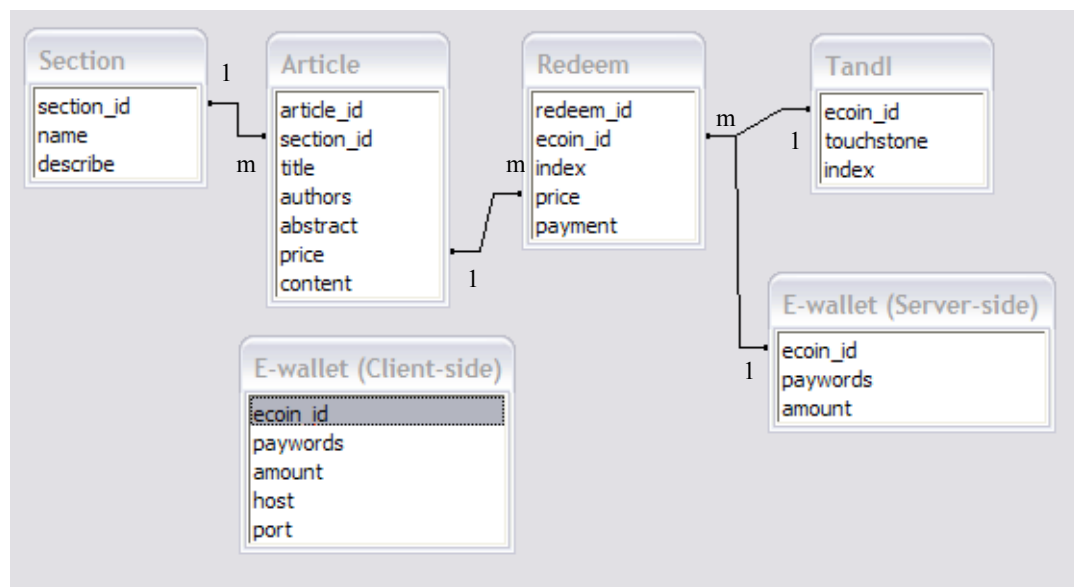 Section
section_id
name
describe
1
m
Article
article_id
section_id
title
authors
abstract
price
content
1
m
Redeem
redeem_id
ecoin_id
index
price
payment
m
1
TandI
ecoin_id
touchstone
index
1
E-wallet (Server-side)
ecoin_id
paywords
amount
E-wallet (Client-side)
ecoin_id
paywords
amount
host
port